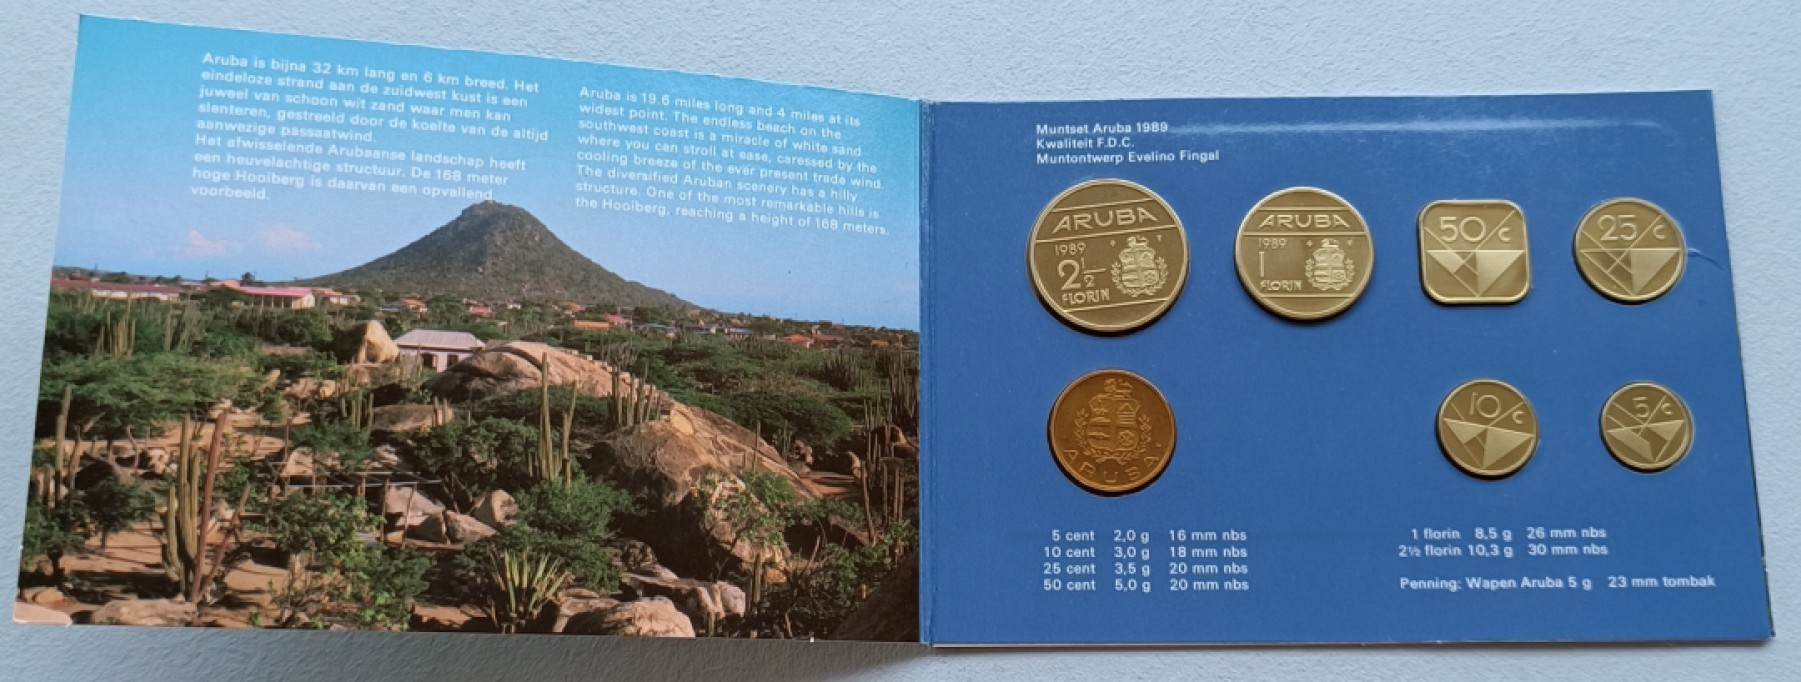 Aruba is bijna 32 km lang en 6 km breed. Het
eindeloze strand aan de zuidwest kust is een
juweel van schoon wit zand waar men kan
slenteren, gestreeld door de koelte van de altijd
aanwezige passaatwind.
Het afwisselende Arubaanse landschap heeft
een heuvelachtige structuur. De 168 meter
hoge Hooiberg is daarvan een opvallend
voorbeeld.
Aruba is 19.6 miles long and 4 miles at its
widest point. The endless beach on the
southwest coast is a miracle of white sand
where you can stroll at ease, caressed by the
cooling breeze of the ever present trade wind.
The diversified Aruban scenery has a hilly
structure. One of the most remarkable hills is
the Hooiberg, reaching a height of 168 meters.
Muntset Aruba 1989
Kwaliteit F.D.C.
Muntontwerp Evelino Fingal
ARUBA
1989
2½
FLORIN
ARUBA
1989
1
FLORIN
50 c
25 c
ARUBA
10 c
5 c
5 cent 2,0 g 16 mm nbs
10 cent 3,0 g 18 mm nbs
25 cent 3,5 g 20 mm nbs
50 cent 5,0 g 20 mm nbs
1 florin 8,5 g 26 mm nbs
2½ florin 10,3 g 30 mm nbs
Penning: Wapen Aruba 5 g 23 mm tombak